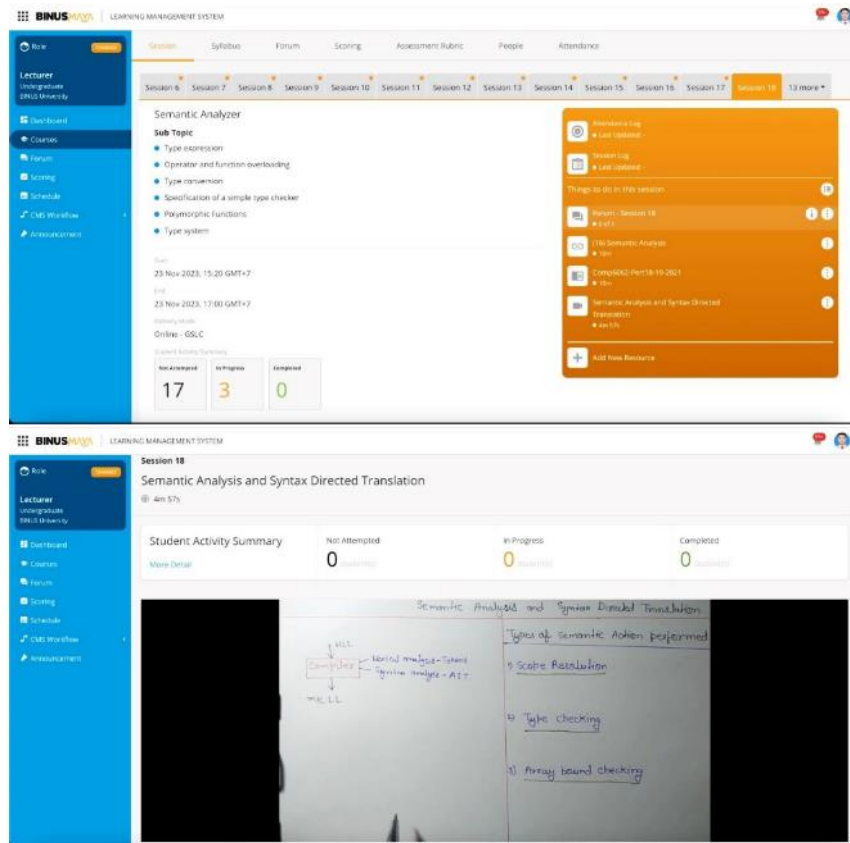 BINUSMAYA LEARNING MANAGEMENT SYSTEM
Role
Lecturer
Undergraduate
BINUS University
Dashboard
Courses
Forum
Scoring
Schedule
CMS Workflow
Announcement
Session Syllabus Forum Scoring Assessment Rubric People Attendance
Session 6 Session 7 Session 8 Session 9 Session 10 Session 11 Session 12 Session 13 Session 14 Session 15 Session 16 Session 17 Session 18 13 more
Semantic Analyzer
Sub Topic
Type expression
Operator and function overloading
Type conversion
Specification of a simple type checker
Polymorphic Functions
Type system
Start
23 Nov 2023, 15:20 GMT+7
End
23 Nov 2023, 17:00 GMT+7
Delivery Mode
Online - GSLC
Student Activity Summary
Not Attempted In Progress Completed
17 3 0
Attendance Log
Last Updated -
Session Log
Last Updated -
Things to do in this session
Forum - Session 18
Semantic Analysis
Semantic Analysis and Syntax Directed
Translation
4m 57s
Add New Resource
BINUSMAYA LEARNING MANAGEMENT SYSTEM
Role
Lecturer
Undergraduate
BINUS University
Dashboard
Courses
Forum
Scoring
Schedule
CMS Workflow
Announcement
Session 18
Semantic Analysis and Syntax Directed Translation
4m 57s
Student Activity Summary
More Detail
Not Attempted In Progress Completed
0 0 0
Semantic Analysis and Syntax Directed Translation
Types of Semantic Action performed
HLL
Compiler
Lexical analysis - Tokens
Syntax analysis - AST
1) Scope Resolution
2) Type checking
3) Array bound checking